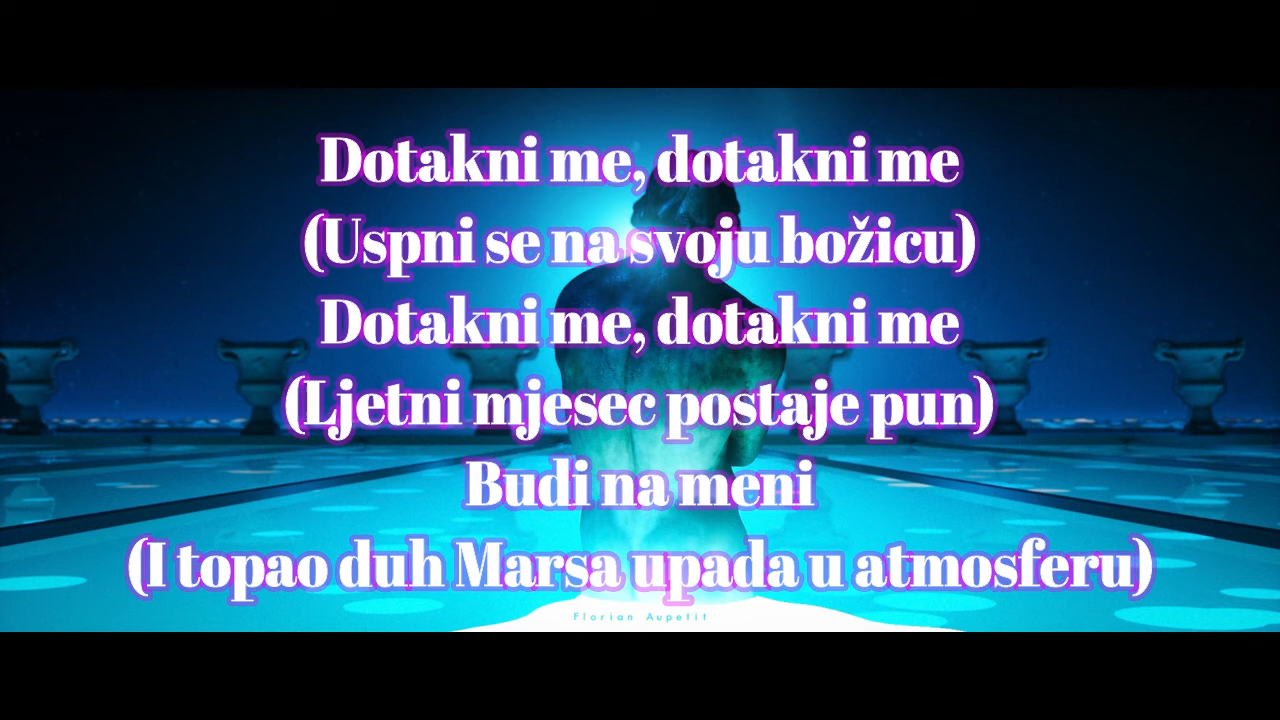 Dotakni me, dotakni me
(Uspni se na svoju božicu)
Dotakni me, dotakni me
(Ljetni mjesec postaje pun)
Budi na meni
(I topao duh Marsa upada u atmosferu)
Florian Aupetit